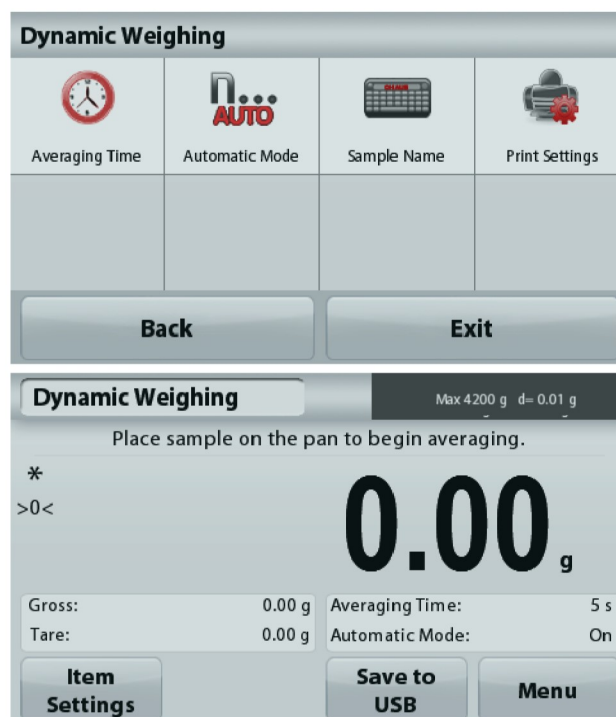 Dynamic Weighing
AUTO
Averaging Time Automatic Mode Sample Name Print Settings
Back Exit
Dynamic Weighing Max 4200 g d= 0.01 g
Place sample on the pan to begin averaging.
*
>0<
0.00 g
Gross: 0.00 g Averaging Time: 5 s
Tare: 0.00 g Automatic Mode: On
Item Settings Save to USB Menu